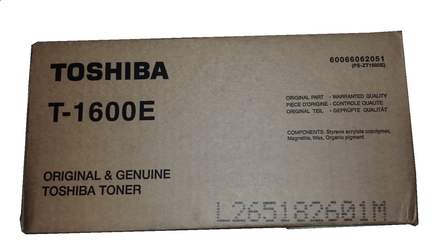 TOSHIBA
T-1600E
ORIGINAL & GENUINE
TOSHIBA TONER
60066062051
(PS-ZT1600E)
ORIGINAL PART - WARRANTED QUALITY
PIECE D'ORIGINE - CONTROLE QUALITE
ORIGINAL TEIL - GEPRÜFTE QUALITÄT
COMPONENTS: Styrene acrylate copolymer,
Magnetite, Wax, Organic pigment
L265182601M